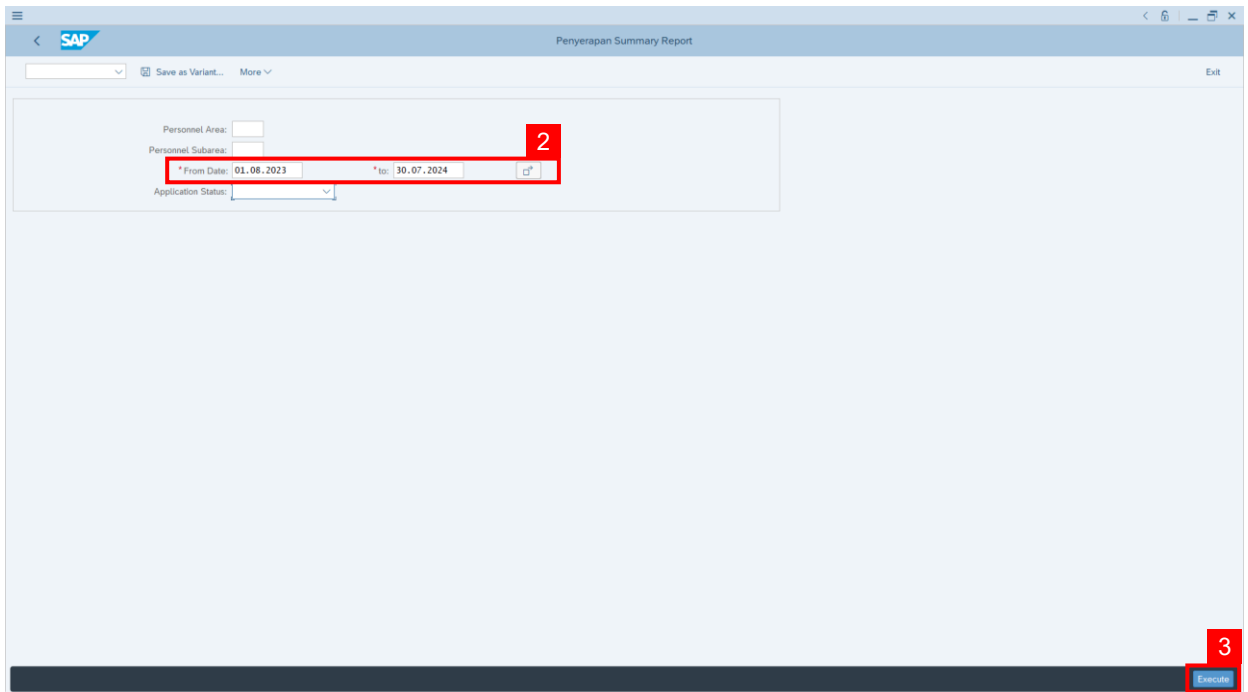 SAP
Penyerapan Summary Report
Save as Variant... More
Exit
Personnel Area:
2
Personnel Subarea:
*From Date: 01.08.2023 *to: 30.07.2024
Application Status:
3
Execute